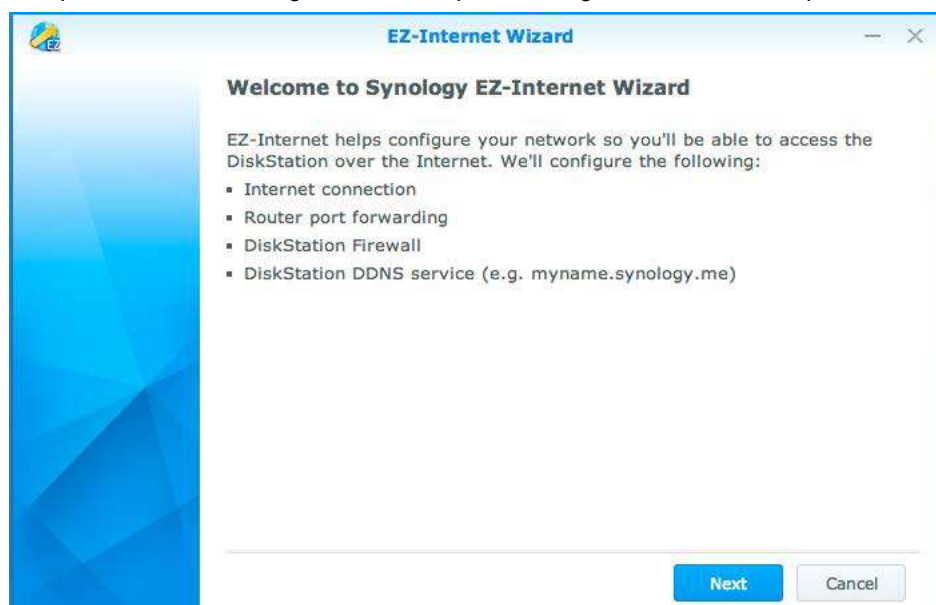 EZ-Internet Wizard
EZ
Welcome to Synology EZ-Internet Wizard
EZ-Internet helps configure your network so you'll be able to access the
DiskStation over the Internet. We'll configure the following:
▪ Internet connection
▪ Router port forwarding
▪ DiskStation Firewall
▪ DiskStation DDNS service (e.g. myname.synology.me)
Next
Cancel